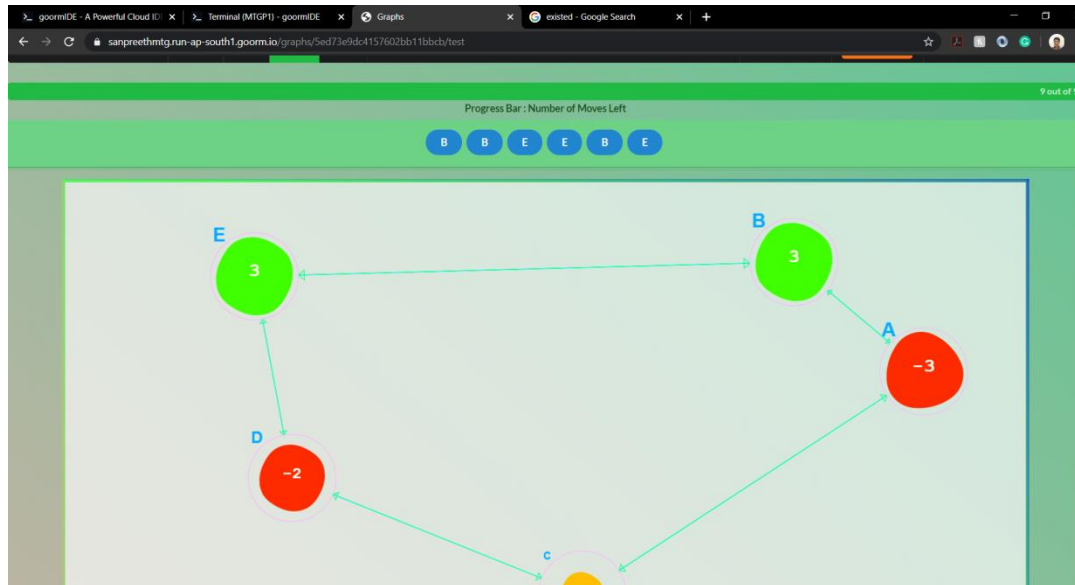 goormIDE - A Powerful Cloud ID
Terminal (MTGP1) - goormIDE
Graphs
existed - Google Search
sanpreethmtg.run-ap-south1.goorm.io/graphs/5ed73e9dc4157602bb11bbcb/test
9 out of 9
Progress Bar : Number of Moves Left
B B E E B E
E
B
3
3
A
-3
D
-2
c